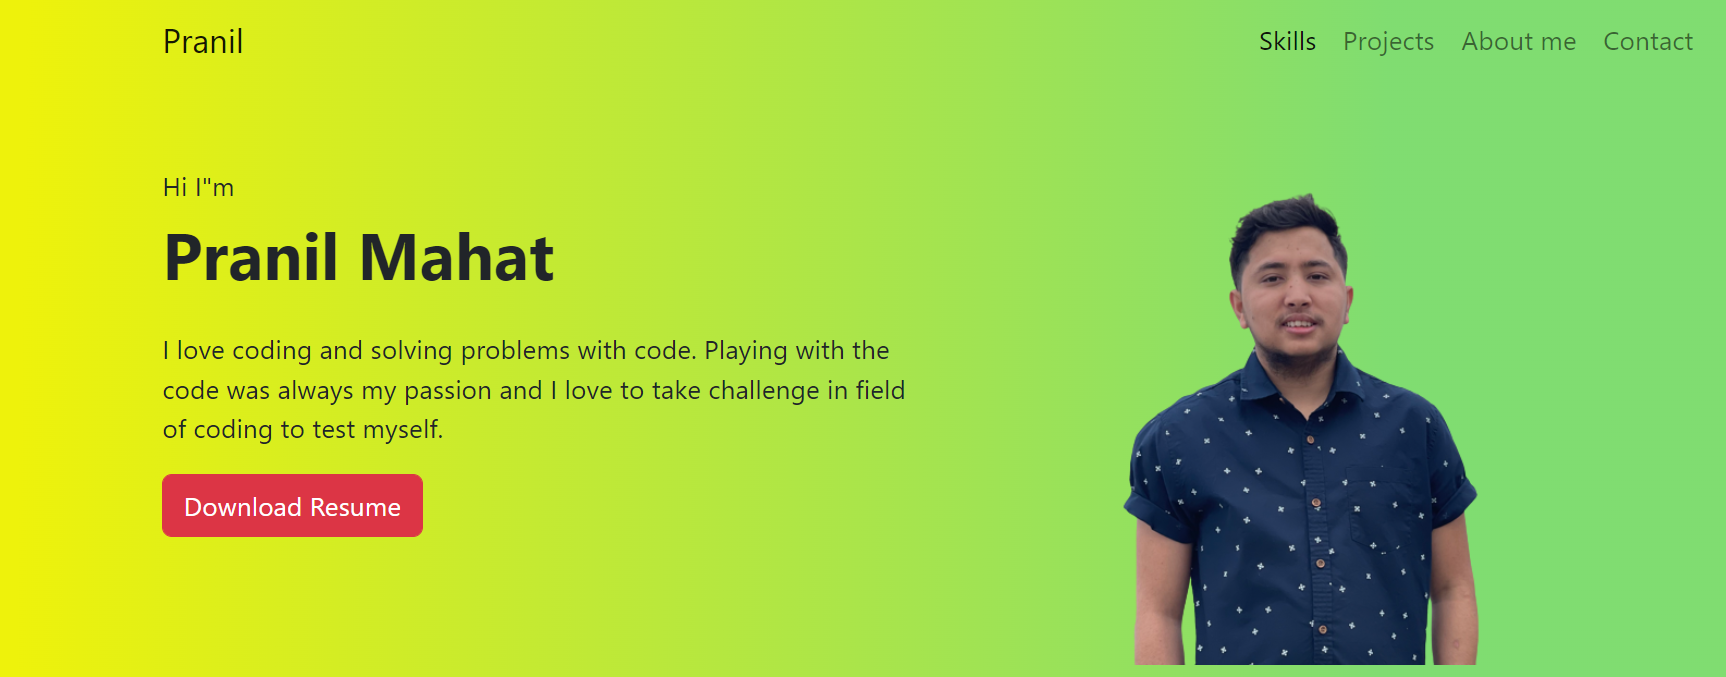 Pranil
Skills Projects About me Contact
Hi I"m
Pranil Mahat
I love coding and solving problems with code. Playing with the
code was always my passion and I love to take challenge in field
of coding to test myself.
Download Resume